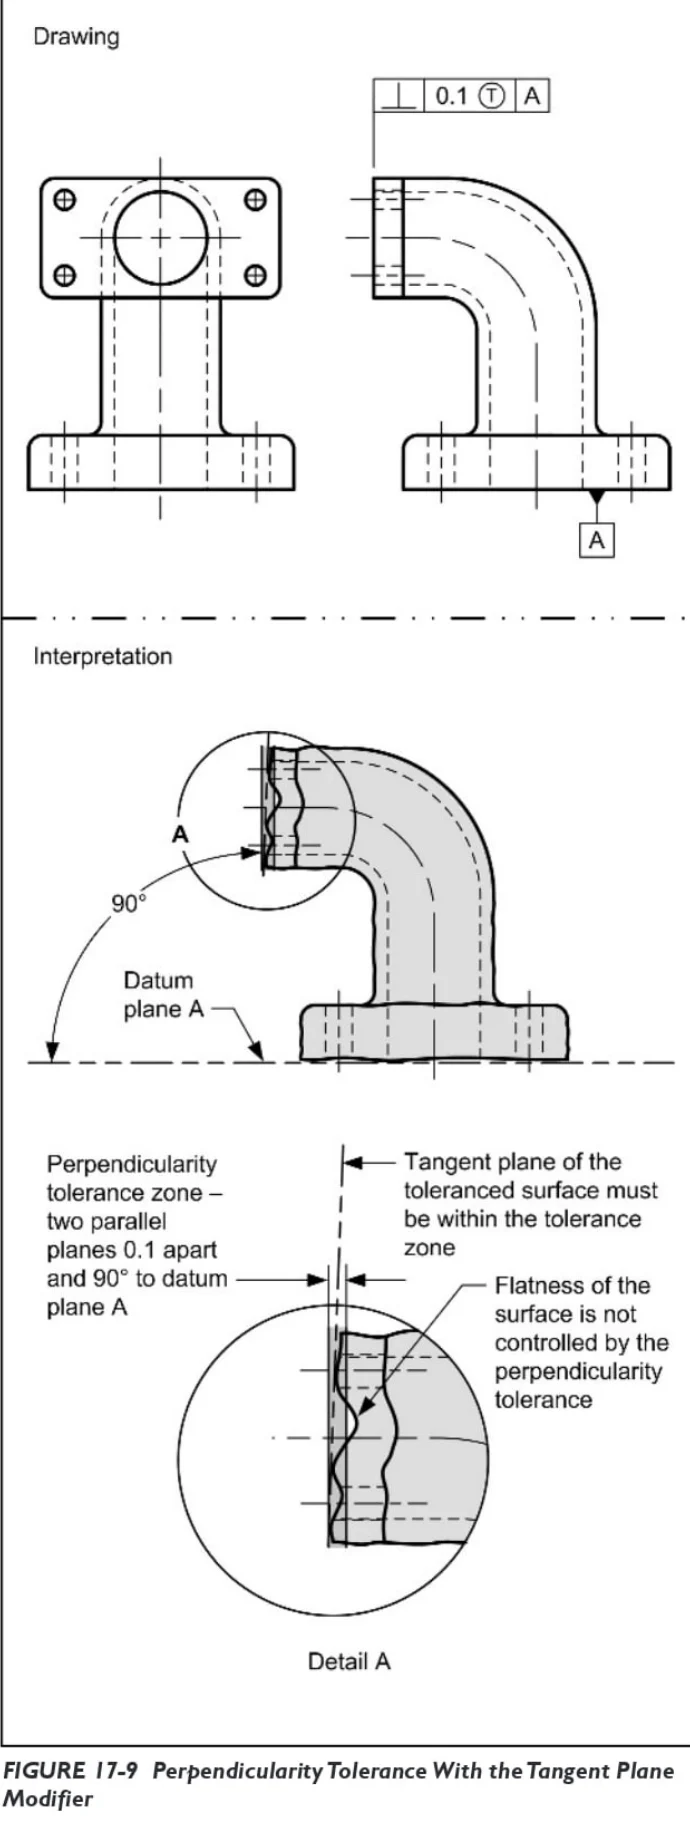 Drawing
⊥ 0.1 Ⓣ A
A
Interpretation
A
90°
Datum
plane A
Perpendicularity
tolerance zone –
two parallel
planes 0.1 apart
and 90° to datum
plane A
Tangent plane of the
toleranced surface must
be within the tolerance
zone
Flatness of the
surface is not
controlled by the
perpendicularity
tolerance
Detail A
FIGURE 17-9 Perpendicularity Tolerance With the Tangent Plane
Modifier